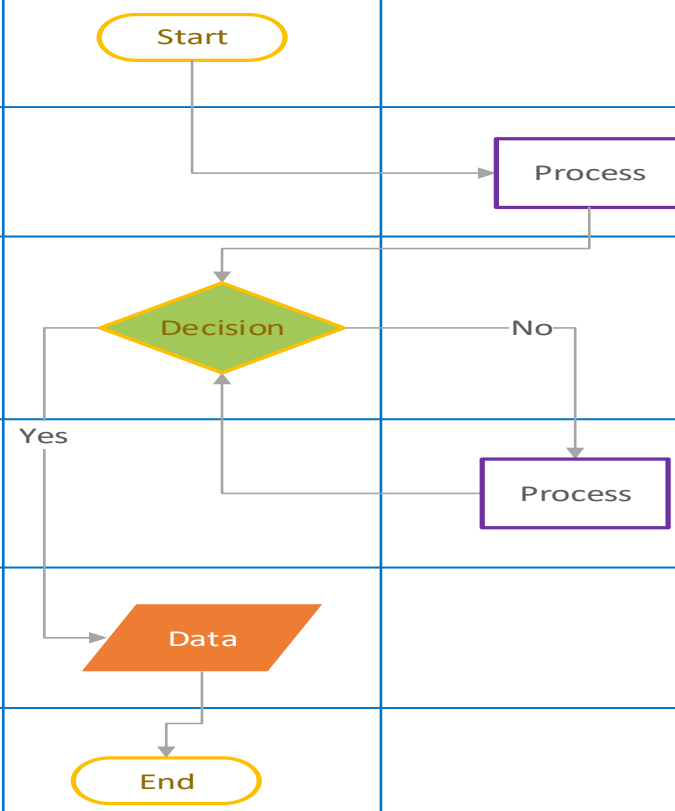 Start
Process
Decision
No
Yes
Process
Data
End